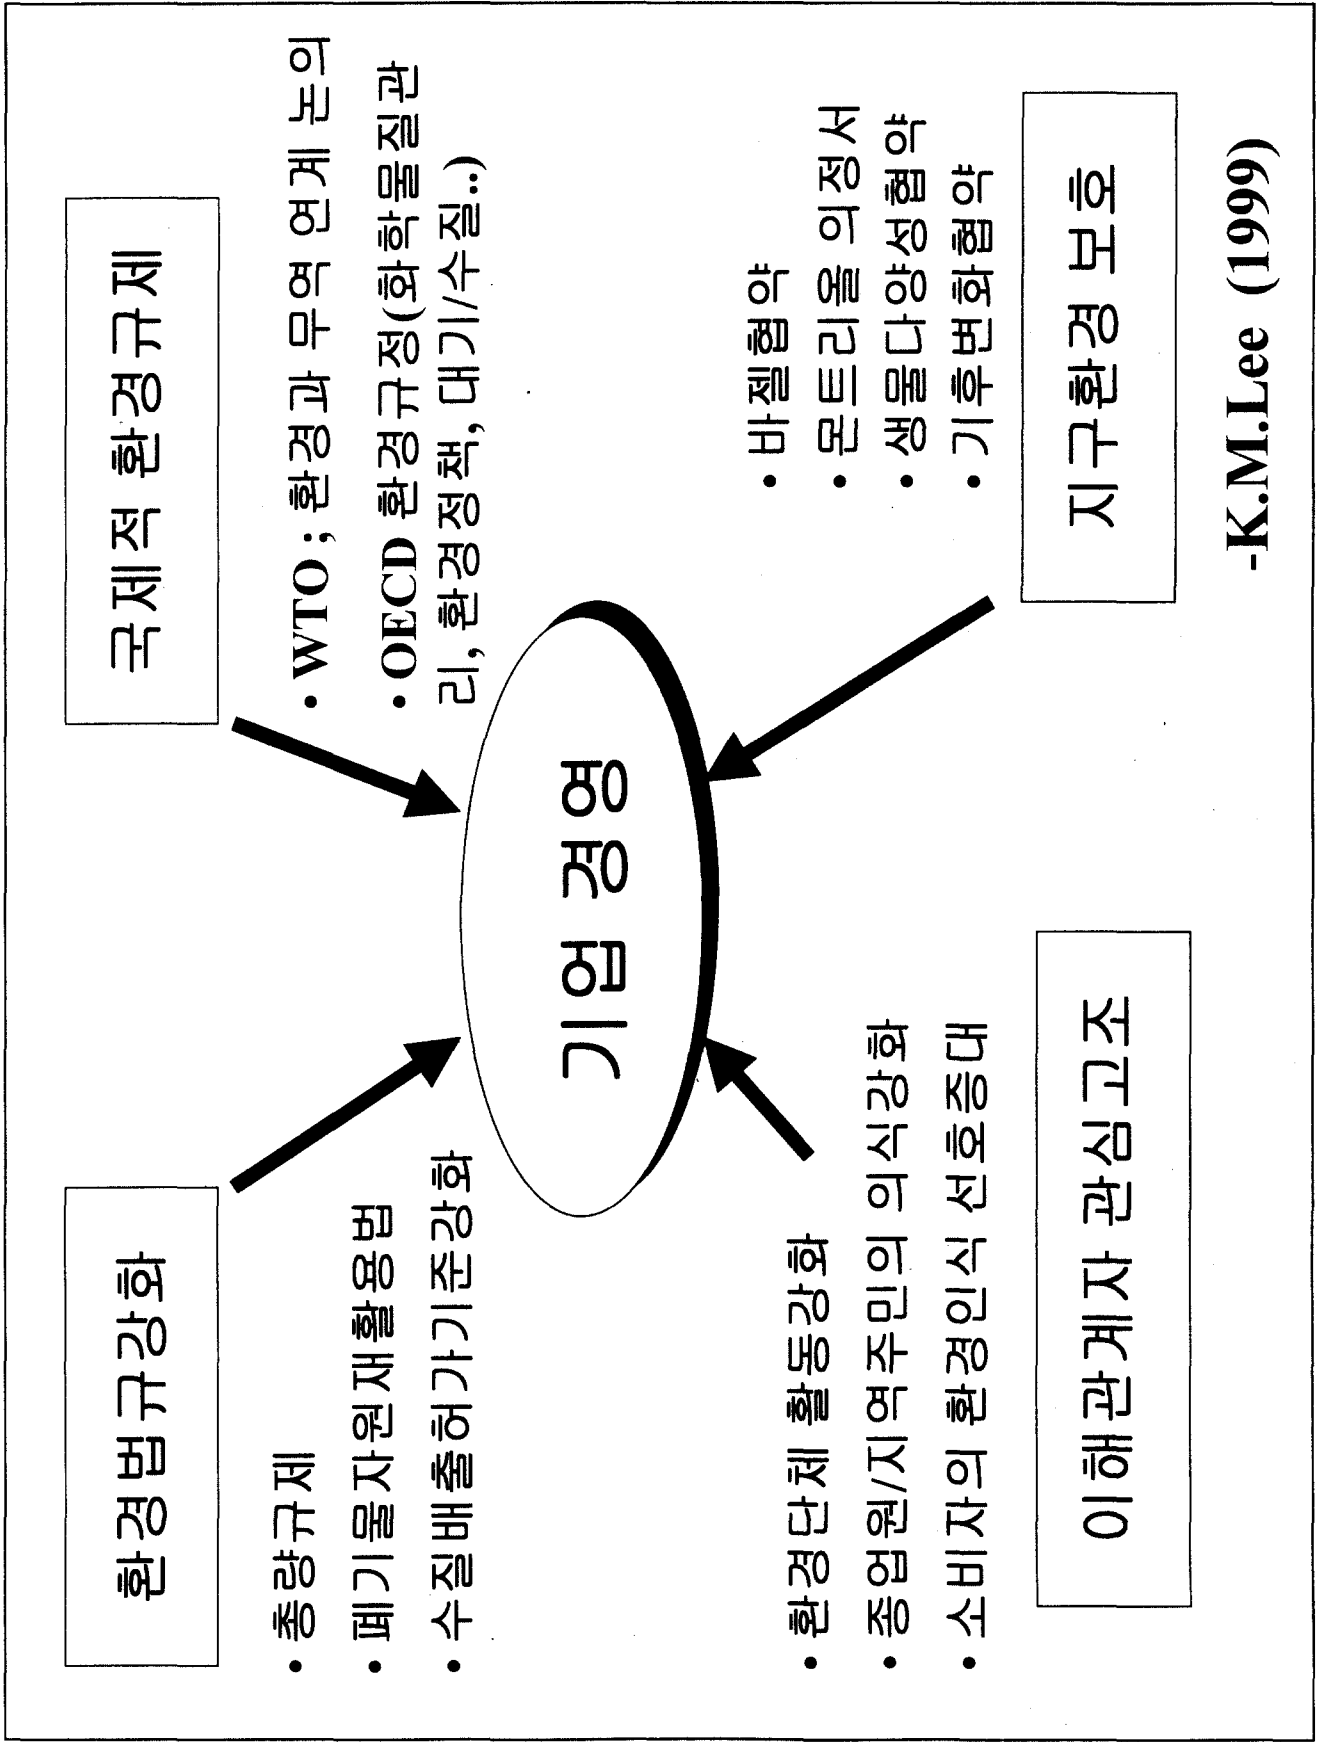 환경법규강화
• 총량규제
• 폐기물자원재활용법
• 수질배출허가기준강화
국제적 환경규제
• WTO ; 환경과 무역 연계 논의
• OECD 환경규정(화학물질관
리, 환경정책, 대기/수질..)
기업 경영
• 환경단체 활동강화
• 종업원/지역주민의 의식강화
• 소비자의 환경인식 선호증대
이해관계자 관심고조
• 바젤협약
• 몬트리올 의정서
• 생물다양성협약
• 기후변화협약
지구환경 보호
-K.M.Lee (1999)